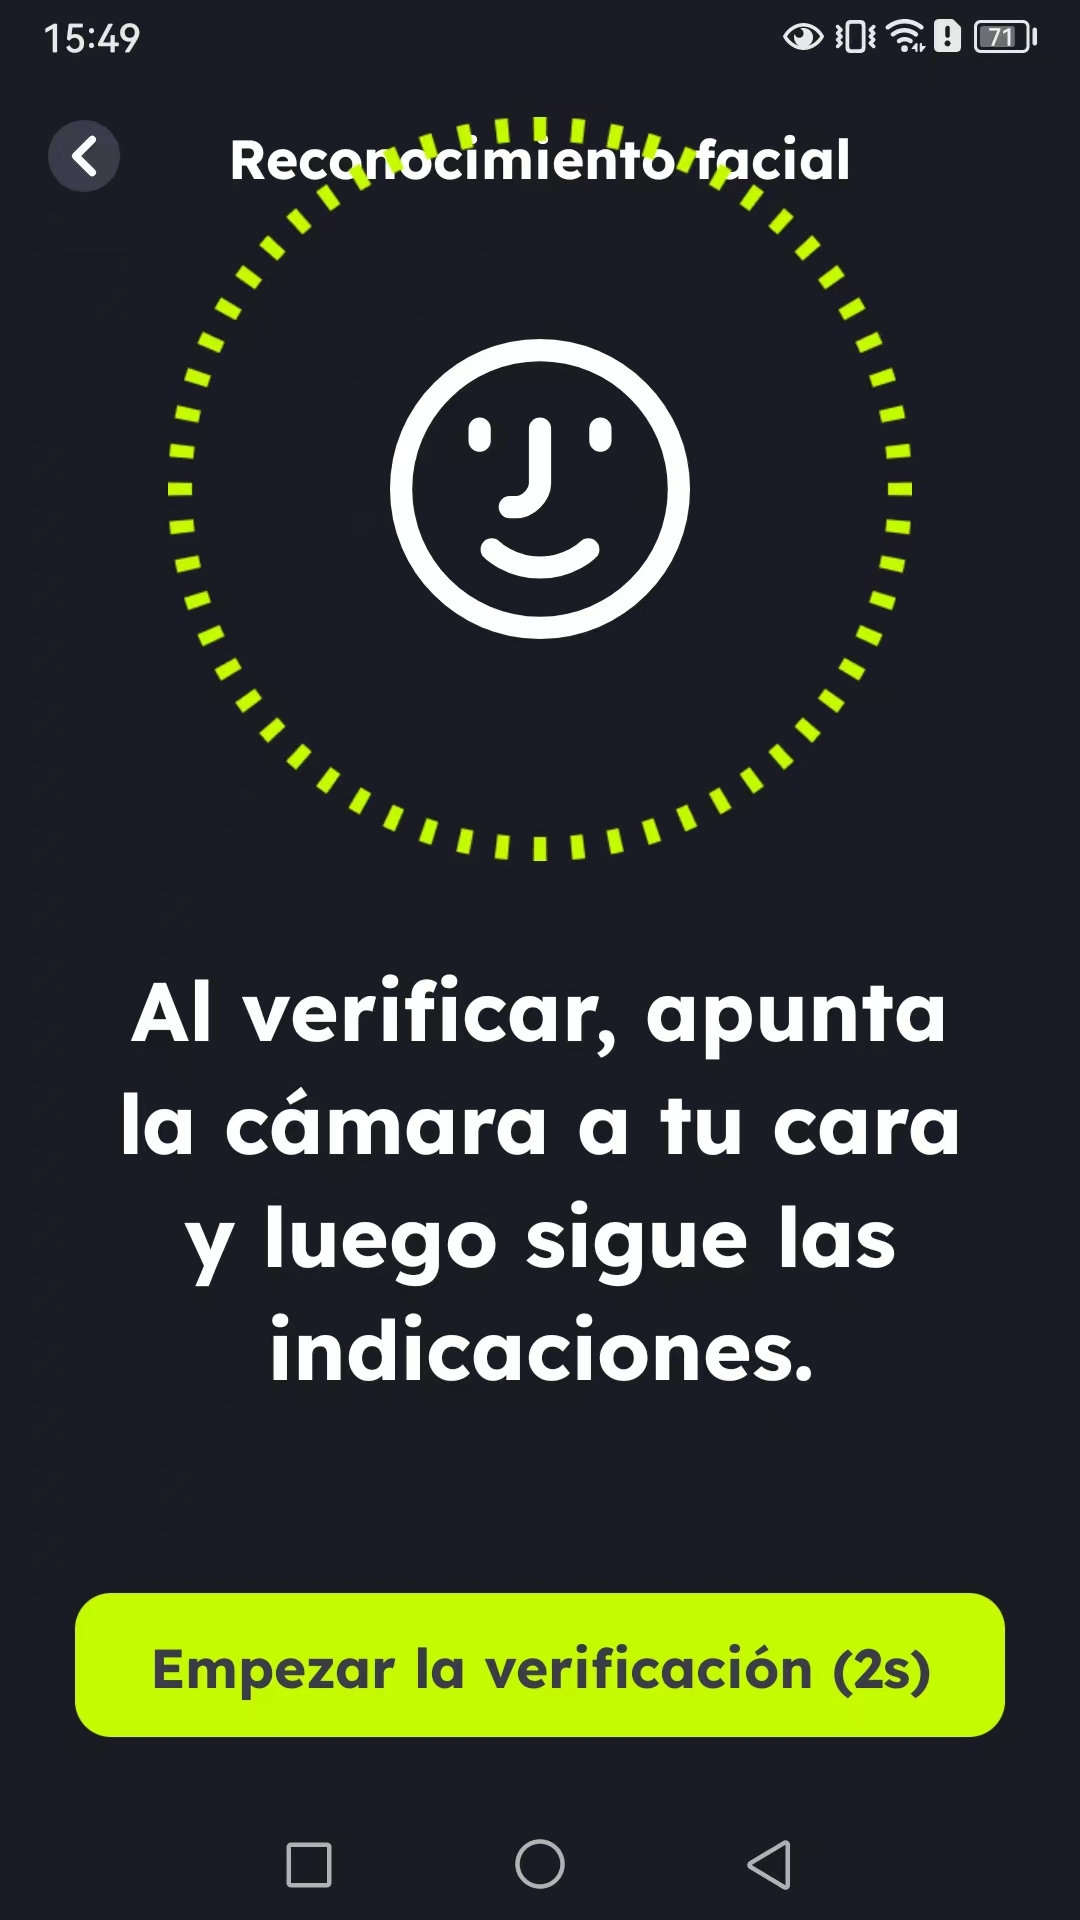 15:49
71
Reconocimiento facial
Al verificar, apunta
la cámara a tu cara
y luego sigue las
indicaciones.
Empezar la verificación (2s)